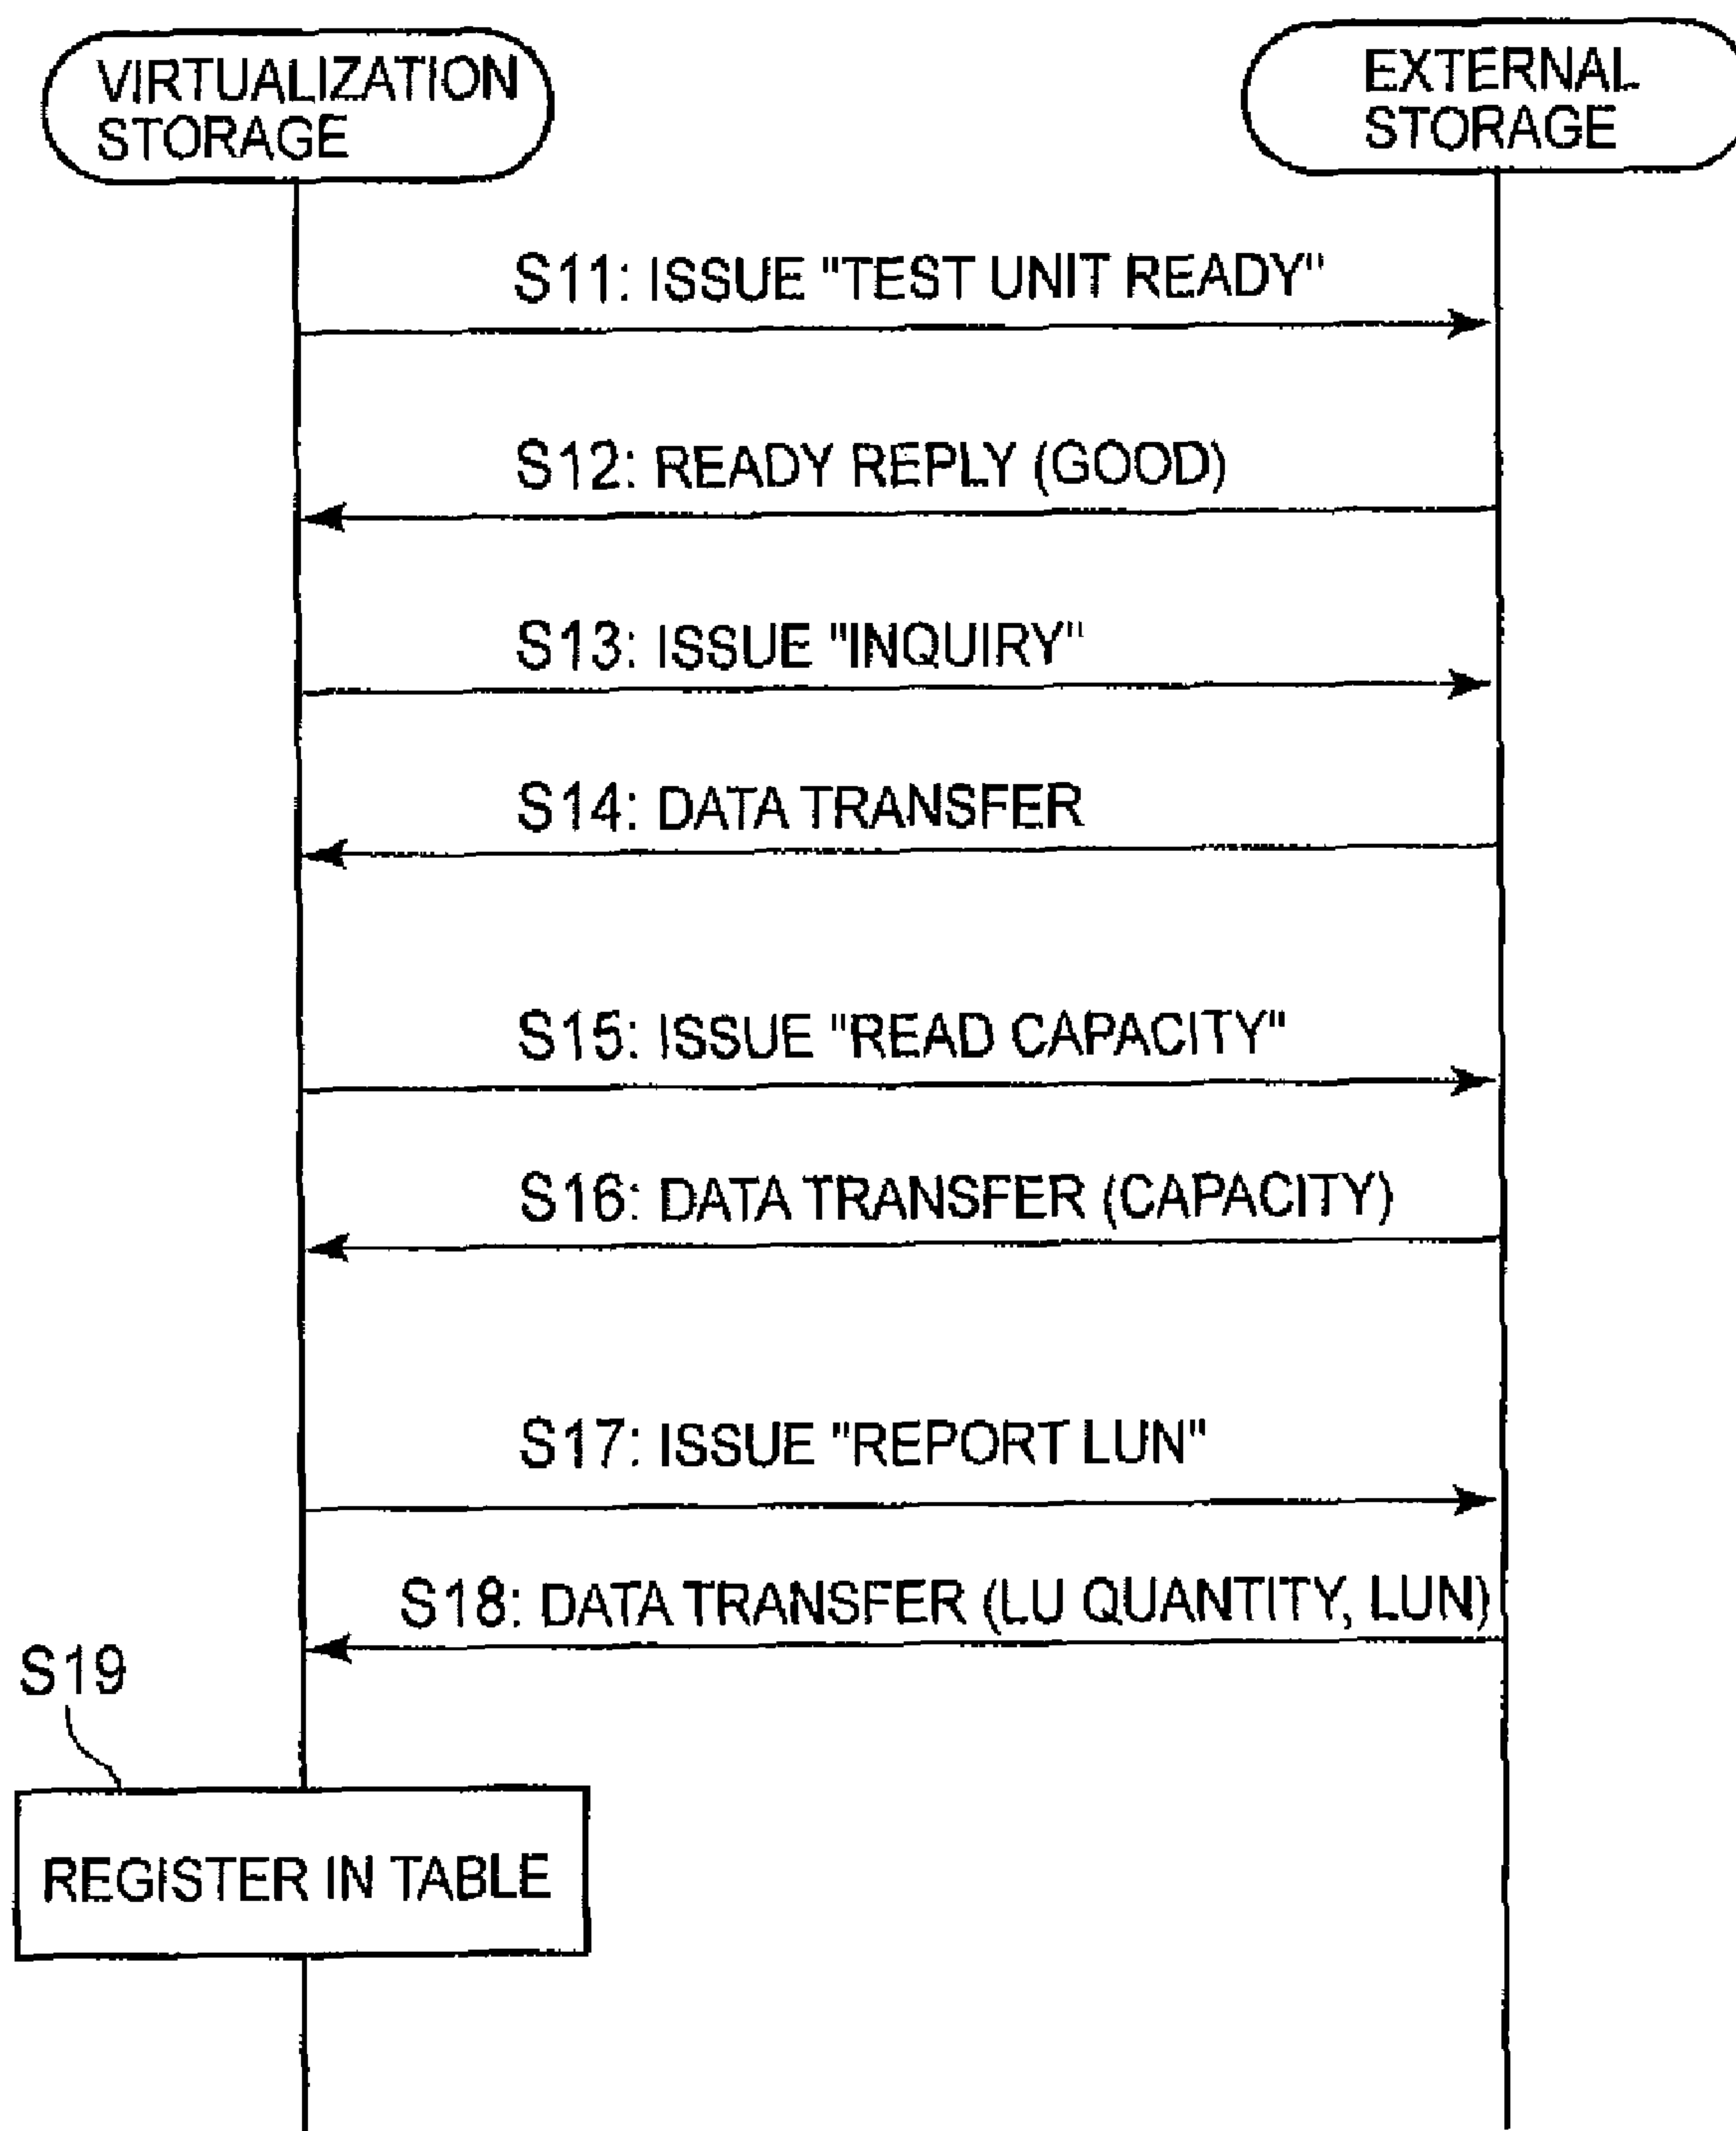 VIRTUALIZATION
STORAGE
EXTERNAL
STORAGE
S11: ISSUE "TEST UNIT READY"
S12: READY REPLY (GOOD)
S13: ISSUE "INQUIRY"
S14: DATA TRANSFER
S15: ISSUE "READ CAPACITY"
S16: DATA TRANSFER (CAPACITY)
S17: ISSUE "REPORT LUN"
S18: DATA TRANSFER (LU QUANTITY, LUN)
S19
REGISTER IN TABLE